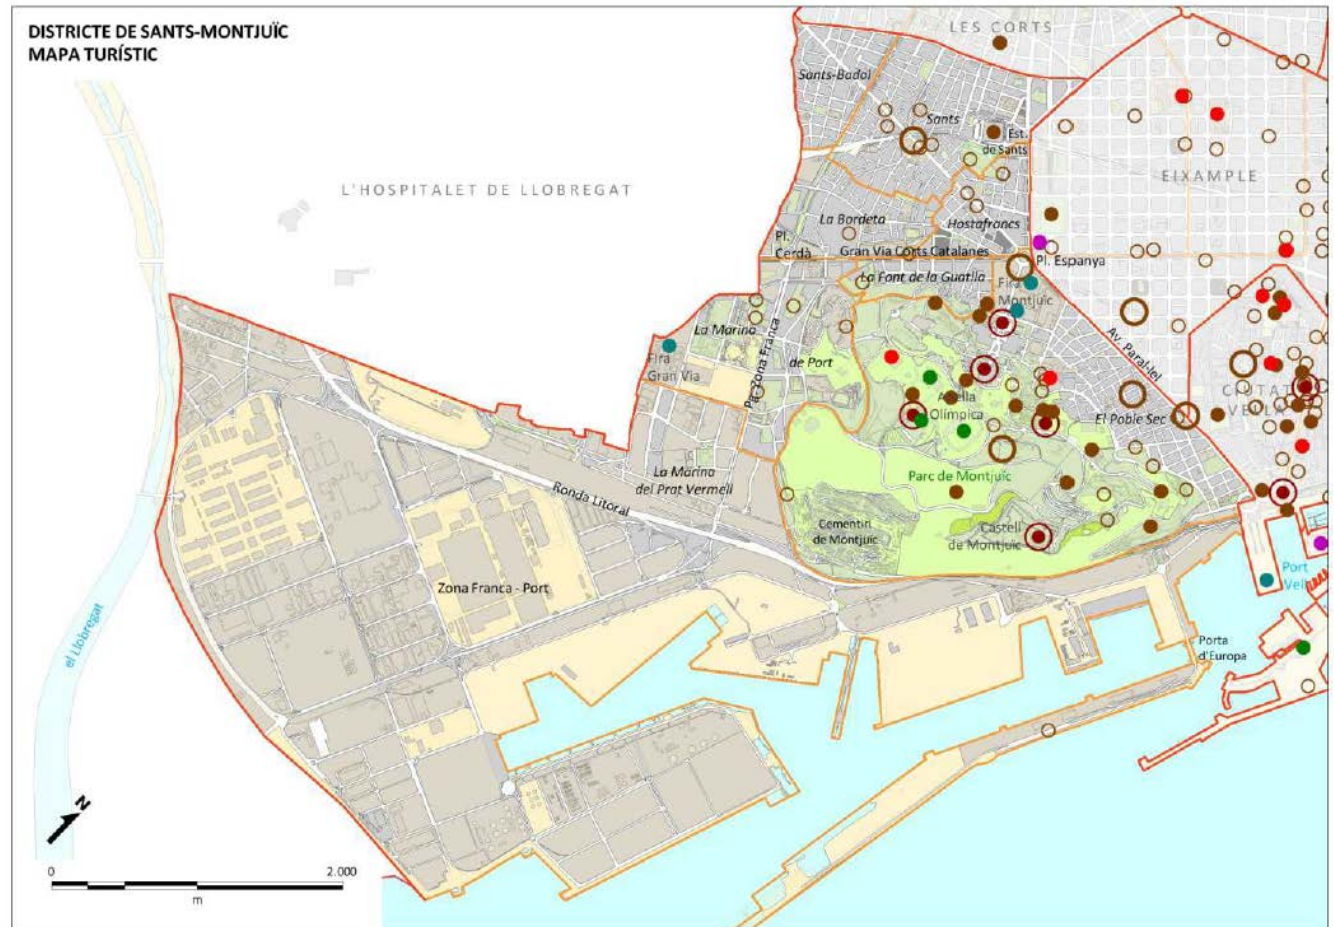 DISTRICTE DE SANTS-MONTJUÏC
MAPA TURÍSTIC
LES CORTS
Sants-Badal
Sants
Est.
de Sants
L'HOSPITALET DE LLOBREGAT
EIXAMPLE
La Bordeta
Hostafrancs
Pl.
Cerdà
Gran Via Corts Catalanes
Pl. Espanya
La Font de la Guatlla
Fira
Montjuïc
La Marina
de Port
Fira
Gran Via
Pg. Zona Franca
Av. Paral·lel
Anella
Olímpica
CIUTAT
VELLA
El Poble Sec
La Marina
del Prat Vermell
Parc de Montjuïc
Ronda Litoral
Cementiri
de Montjuïc
Castell
de Montjuïc
Zona Franca - Port
Port
Vell
el Llobregat
Porta
d'Europa
N
0
2.000
m